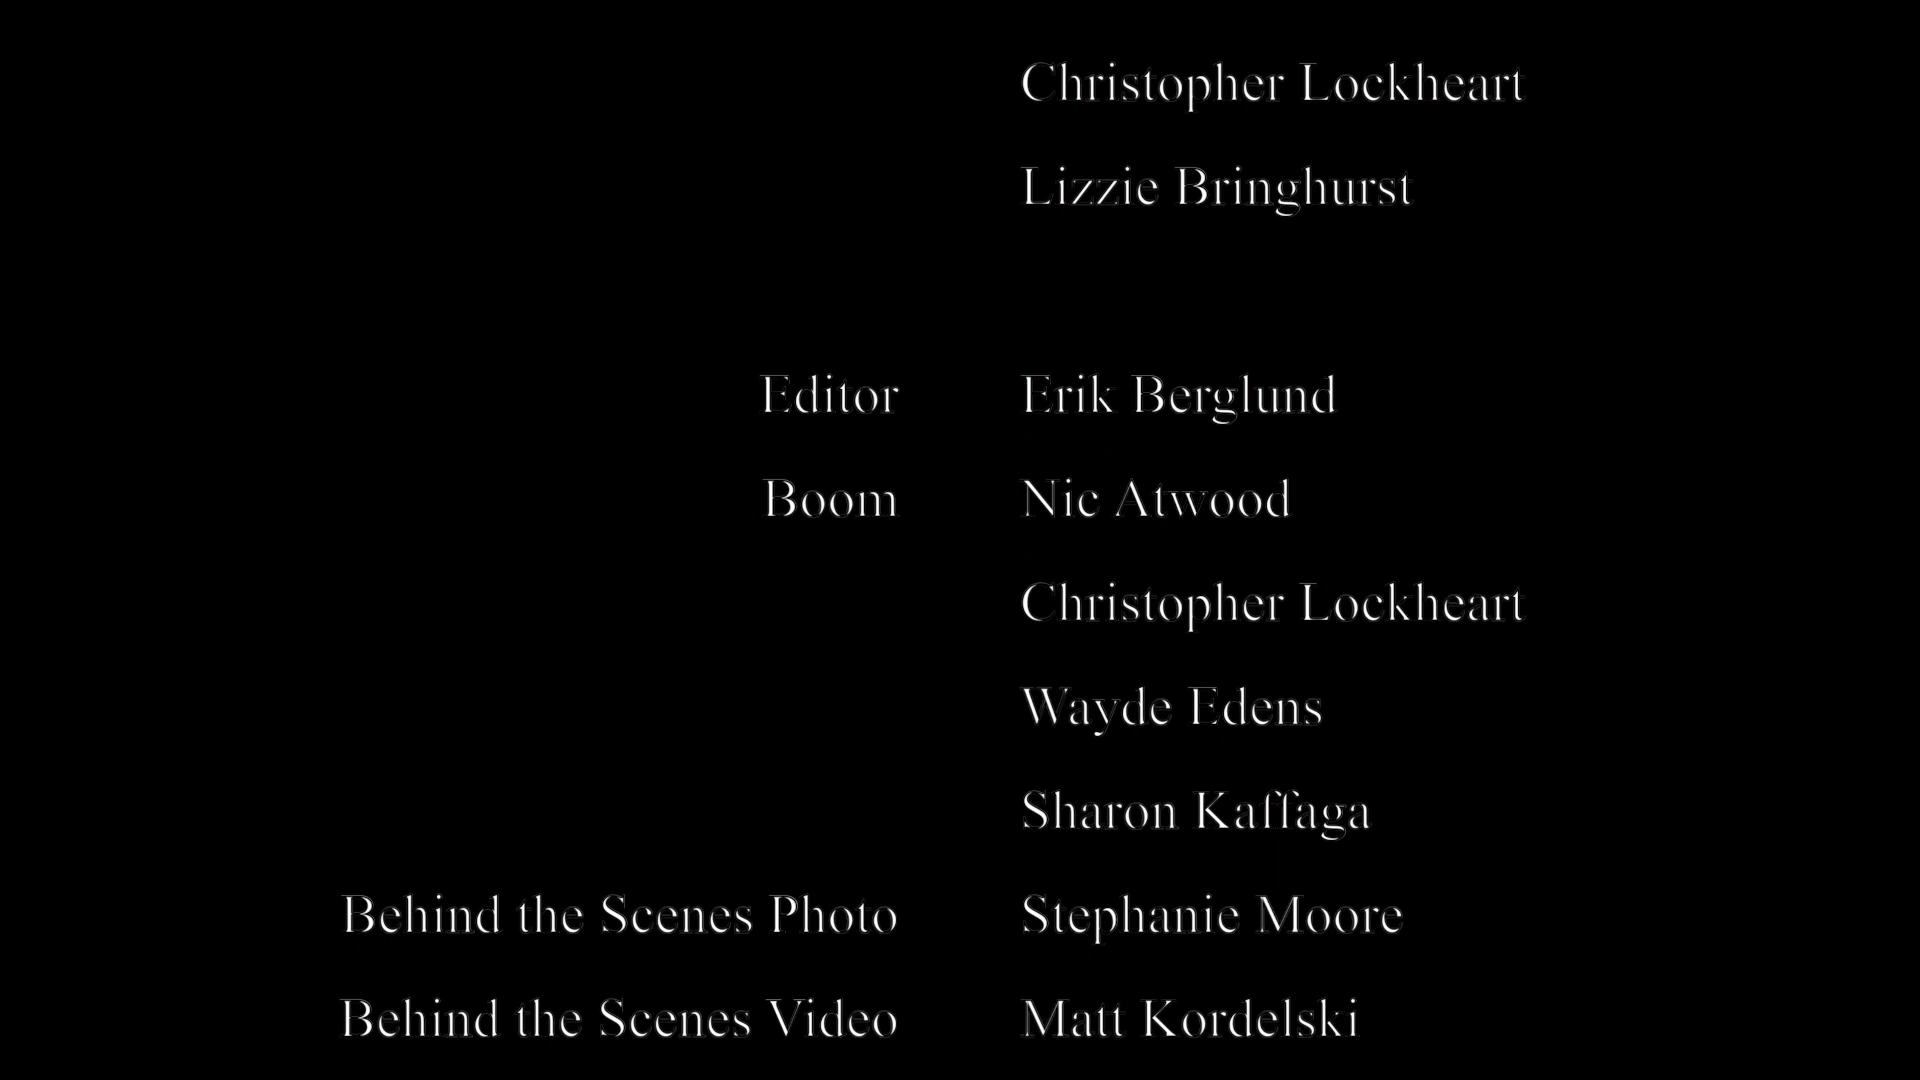 Christopher Lockheart
Lizzie Bringhurst
Editor Erik Berglund
Boom Nic Atwood
Christopher Lockheart
Wayde Edens
Sharon Kaffaga
Behind the Scenes Photo Stephanie Moore
Behind the Scenes Video Matt Kordelski